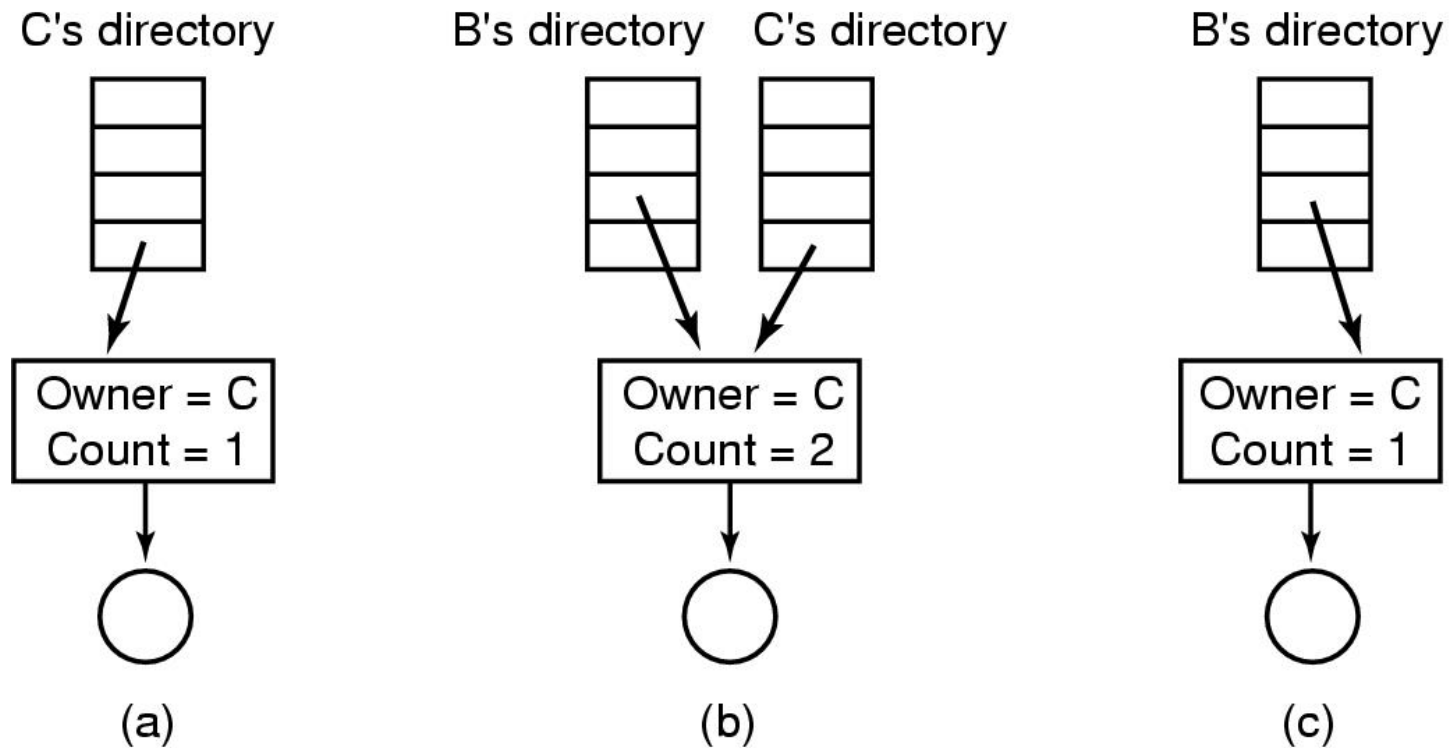 C's directory
B's directory
C's directory
B's directory
Owner = C
Count = 1
Owner = C
Count = 2
Owner = C
Count = 1
(a)
(b)
(c)